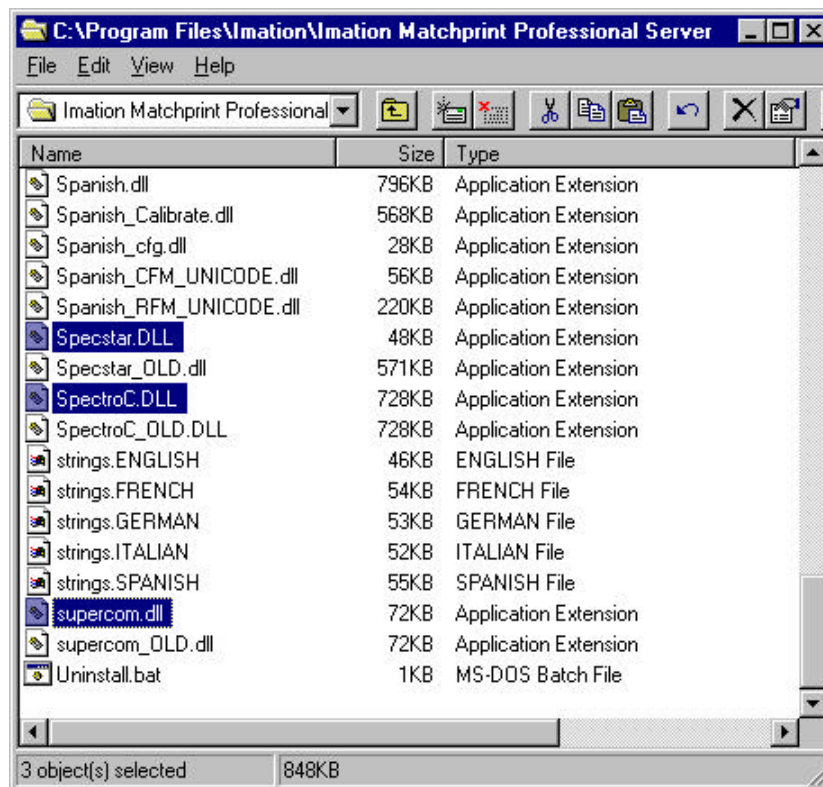 C:\Program Files\Imation\Imation Matchprint Professional Server
File Edit View Help
Imation Matchprint Professional
Name Size Type
Spanish.dll 796KB Application Extension
Spanish_Calibrate.dll 568KB Application Extension
Spanish_cfg.dll 28KB Application Extension
Spanish_CFM_UNICODE.dll 56KB Application Extension
Spanish_RFM_UNICODE.dll 220KB Application Extension
Specstar.DLL 48KB Application Extension
Specstar_OLD.dll 571KB Application Extension
SpectroC.DLL 728KB Application Extension
SpectroC_OLD.DLL 728KB Application Extension
strings.ENGLISH 46KB ENGLISH File
strings.FRENCH 54KB FRENCH File
strings.GERMAN 53KB GERMAN File
strings.ITALIAN 52KB ITALIAN File
strings.SPANISH 55KB SPANISH File
supercom.dll 72KB Application Extension
supercom_OLD.dll 72KB Application Extension
Uninstall.bat 1KB MS-DOS Batch File
3 object(s) selected 848KB